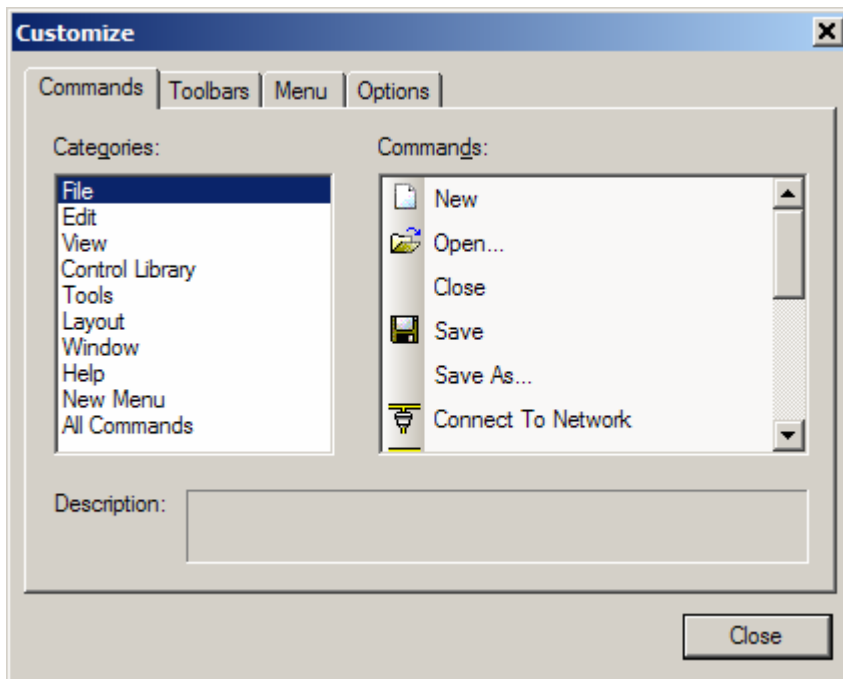 Customize
Commands Toolbars Menu Options
Categories: Commands:
File
Edit
View
Control Library
Tools
Layout
Window
Help
New Menu
All Commands
New
Open...
Close
Save
Save As...
Connect To Network
Description:
Close